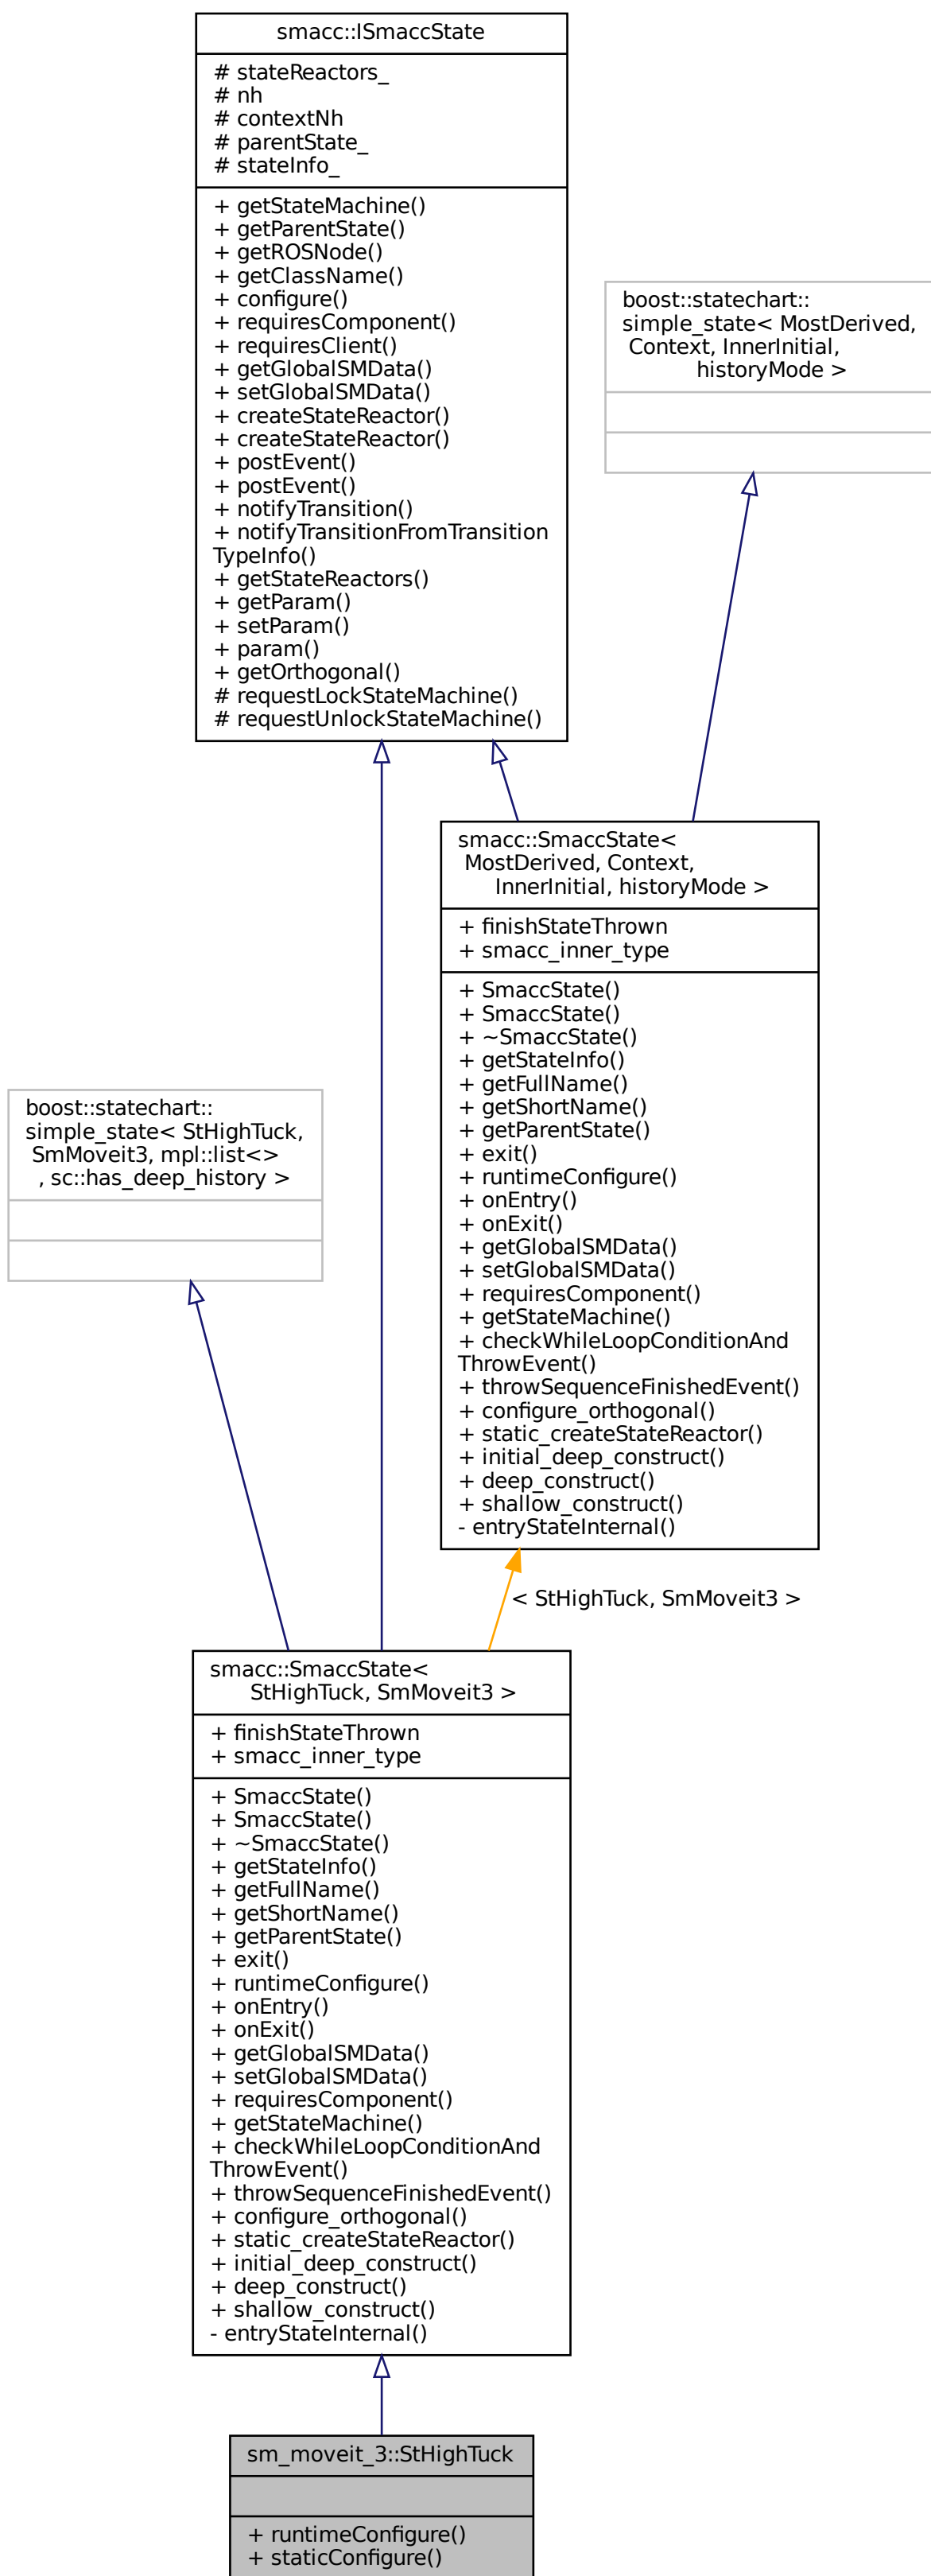 smacc::ISmaccState
# stateReactors_
# nh
# contextNh
# parentState_
# stateInfo_
+ getStateMachine()
+ getParentState()
+ getROSNode()
+ getClassName()
+ configure()
+ requiresComponent()
+ requiresClient()
+ getGlobalSMData()
+ setGlobalSMData()
+ createStateReactor()
+ createStateReactor()
+ postEvent()
+ postEvent()
+ notifyTransition()
+ notifyTransitionFromTransition
TypeInfo()
+ getStateReactors()
+ getParam()
+ setParam()
+ param()
+ getOrthogonal()
# requestLockStateMachine()
# requestUnlockStateMachine()
boost::statechart::
simple_state< MostDerived,
Context, InnerInitial,
historyMode >
smacc::SmaccState<
MostDerived, Context,
InnerInitial, historyMode >
+ finishStateThrown
+ smacc_inner_type
+ SmaccState()
+ SmaccState()
+ ~SmaccState()
+ getStateInfo()
+ getFullName()
+ getShortName()
+ getParentState()
+ exit()
+ runtimeConfigure()
+ onEntry()
+ onExit()
+ getGlobalSMData()
+ setGlobalSMData()
+ requiresComponent()
+ getStateMachine()
+ checkWhileLoopConditionAnd
ThrowEvent()
+ throwSequenceFinishedEvent()
+ configure_orthogonal()
+ static_createStateReactor()
+ initial_deep_construct()
+ deep_construct()
+ shallow_construct()
- entryStateInternal()
boost::statechart::
simple_state< StHighTuck,
SmMoveit3, mpl::list<>
, sc::has_deep_history >
< StHighTuck, SmMoveit3 >
smacc::SmaccState<
StHighTuck, SmMoveit3 >
+ finishStateThrown
+ smacc_inner_type
+ SmaccState()
+ SmaccState()
+ ~SmaccState()
+ getStateInfo()
+ getFullName()
+ getShortName()
+ getParentState()
+ exit()
+ runtimeConfigure()
+ onEntry()
+ onExit()
+ getGlobalSMData()
+ setGlobalSMData()
+ requiresComponent()
+ getStateMachine()
+ checkWhileLoopConditionAnd
ThrowEvent()
+ throwSequenceFinishedEvent()
+ configure_orthogonal()
+ static_createStateReactor()
+ initial_deep_construct()
+ deep_construct()
+ shallow_construct()
- entryStateInternal()
sm_moveit_3::StHighTuck
+ runtimeConfigure()
+ staticConfigure()